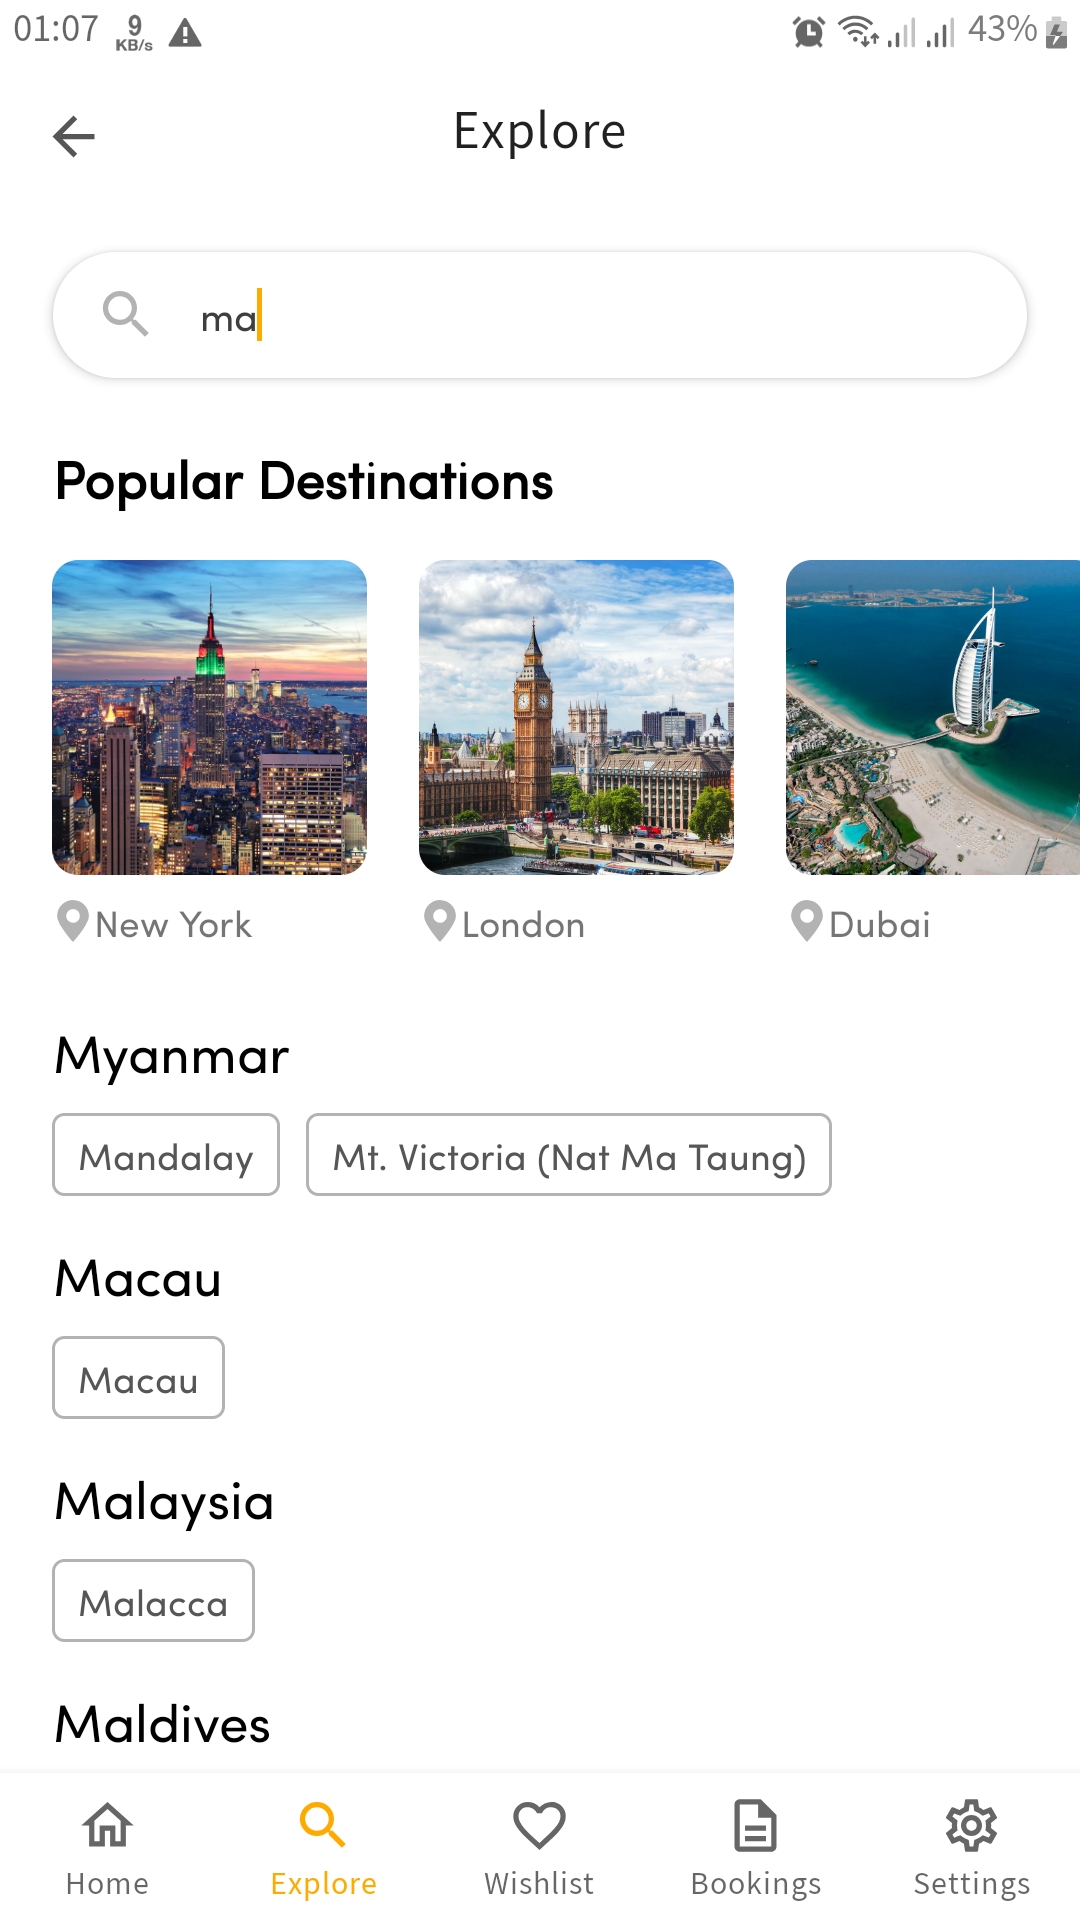 01:07 9 KB/s 43%
Explore
ma
Popular Destinations
New York London Dubai
Myanmar
Mandalay Mt. Victoria (Nat Ma Taung)
Macau
Macau
Malaysia
Malacca
Maldives
Home Explore Wishlist Bookings Settings